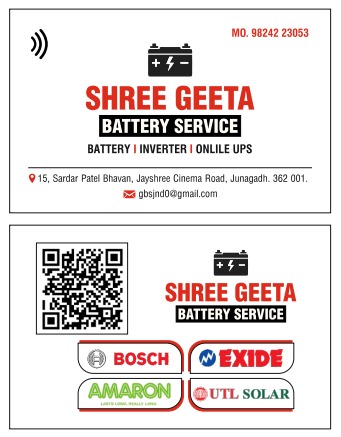 MO. 98242 23053
SHREE GEETA
BATTERY SERVICE
BATTERY I INVERTER I ONLILE UPS
15, Sardar Patel Bhavan, Jayshree Cinema Road, Junagadh. 362 001.
gbsjnd0@gmail.com
SHREE GEETA
BATTERY SERVICE
BOSCH
EXIDE
AMARON
LASTS LONG, REALLY LONG.
UTL SOLAR